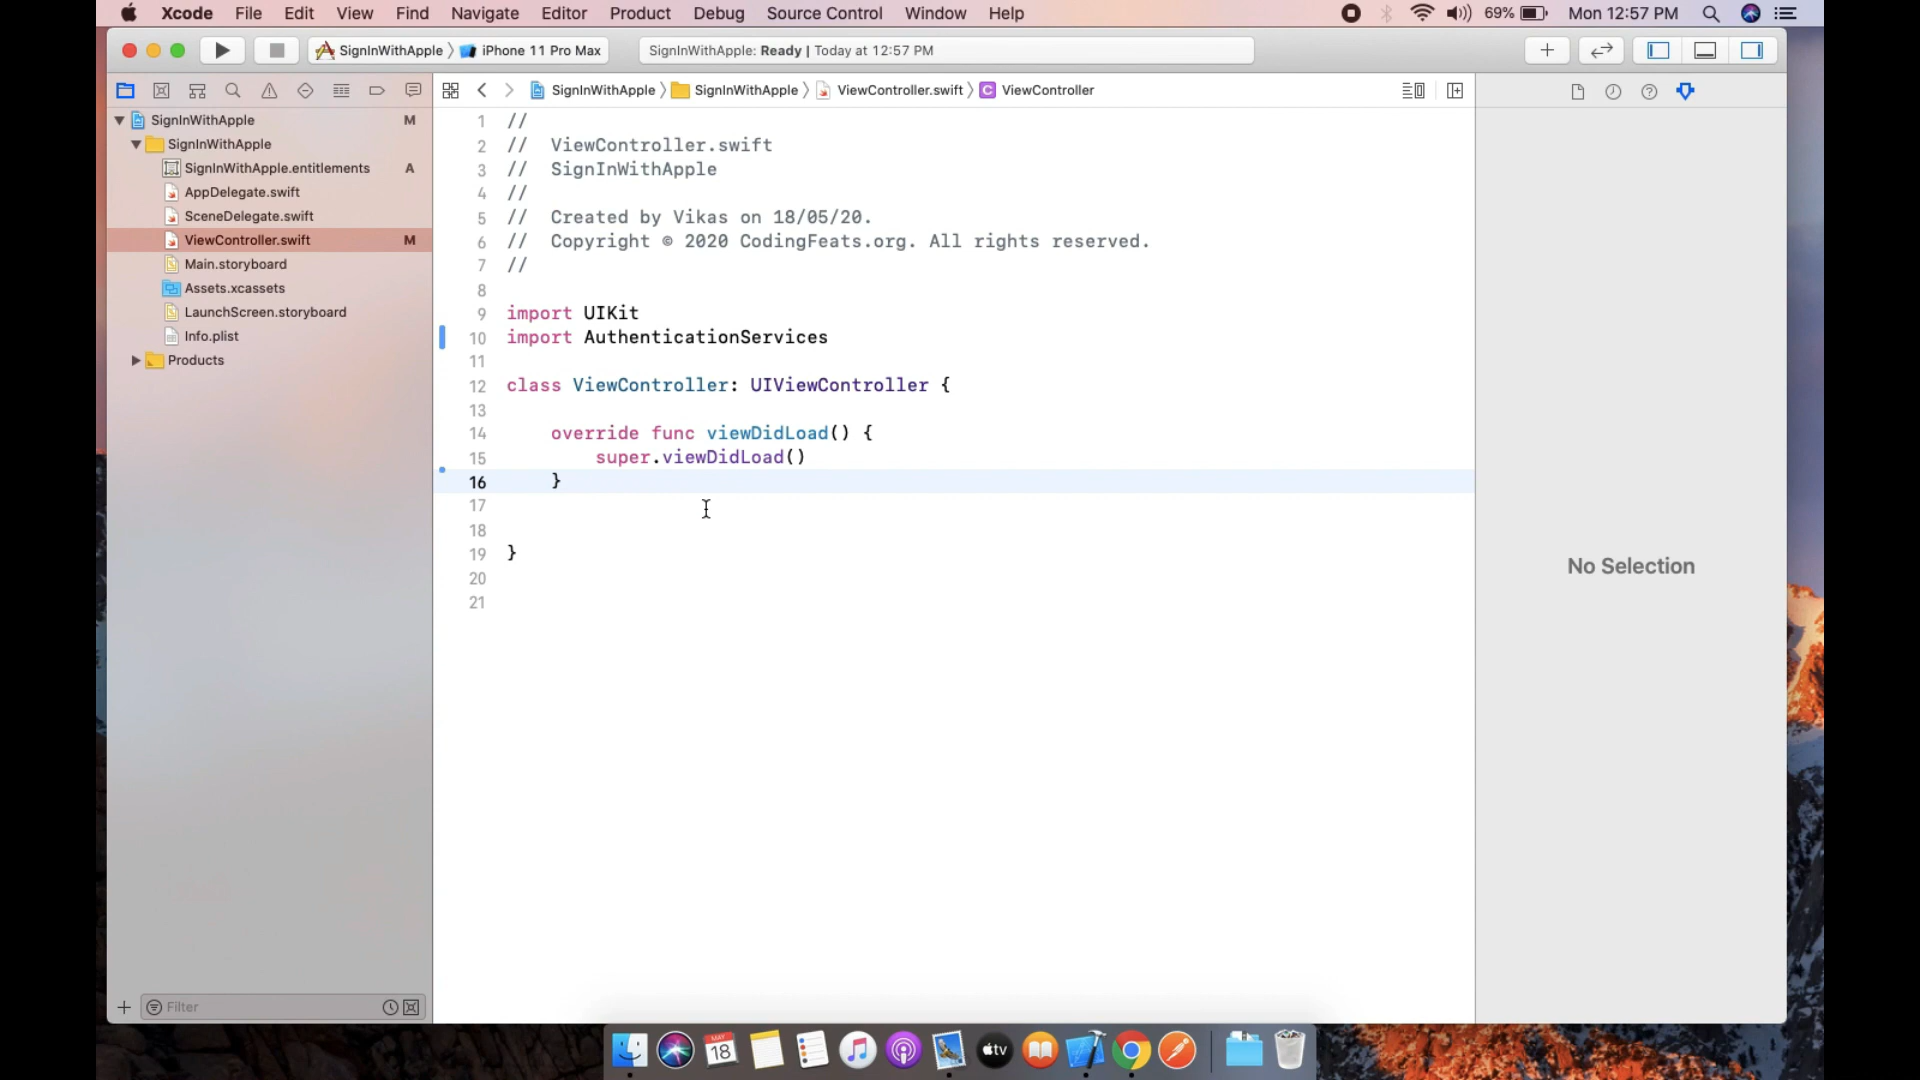 Xcode File Edit View Find Navigate Editor Product Debug Source Control Window Help 69% Mon 12:57 PM
SignInWithApple iPhone 11 Pro Max SignInWithApple: Ready | Today at 12:57 PM
SignInWithApple SignInWithApple ViewController.swift C ViewController
SignInWithApple M
SignInWithApple
SignInWithApple.entitlements A
AppDelegate.swift
SceneDelegate.swift
ViewController.swift M
Main.storyboard
Assets.xcassets
LaunchScreen.storyboard
Info.plist
Products
Filter
1 //
2 // ViewController.swift
3 // SignInWithApple
4 //
5 // Created by Vikas on 18/05/20.
6 // Copyright © 2020 CodingFeats.org. All rights reserved.
7 //
8
9 import UIKit
10 import AuthenticationServices
11
12 class ViewController: UIViewController {
13
14 override func viewDidLoad() {
15 super.viewDidLoad()
16 }
17
18
19 }
20
21
No Selection
MAY
18
tv